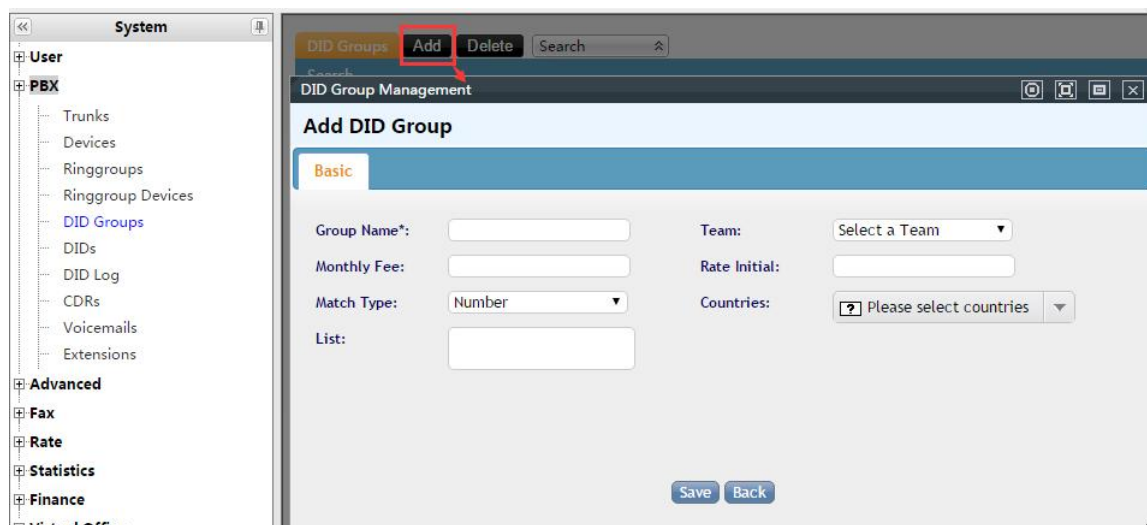 System
User
PBX
Trunks
Devices
Ringgroups
Ringgroup Devices
DID Groups
DIDs
DID Log
CDRs
Voicemails
Extensions
Advanced
Fax
Rate
Statistics
Finance
DID Groups Add Delete Search
Search
DID Group Management
Add DID Group
Basic
Group Name*: Team: Select a Team
Monthly Fee: Rate Initial:
Match Type: Number Countries: ? Please select countries
List:
Save Back